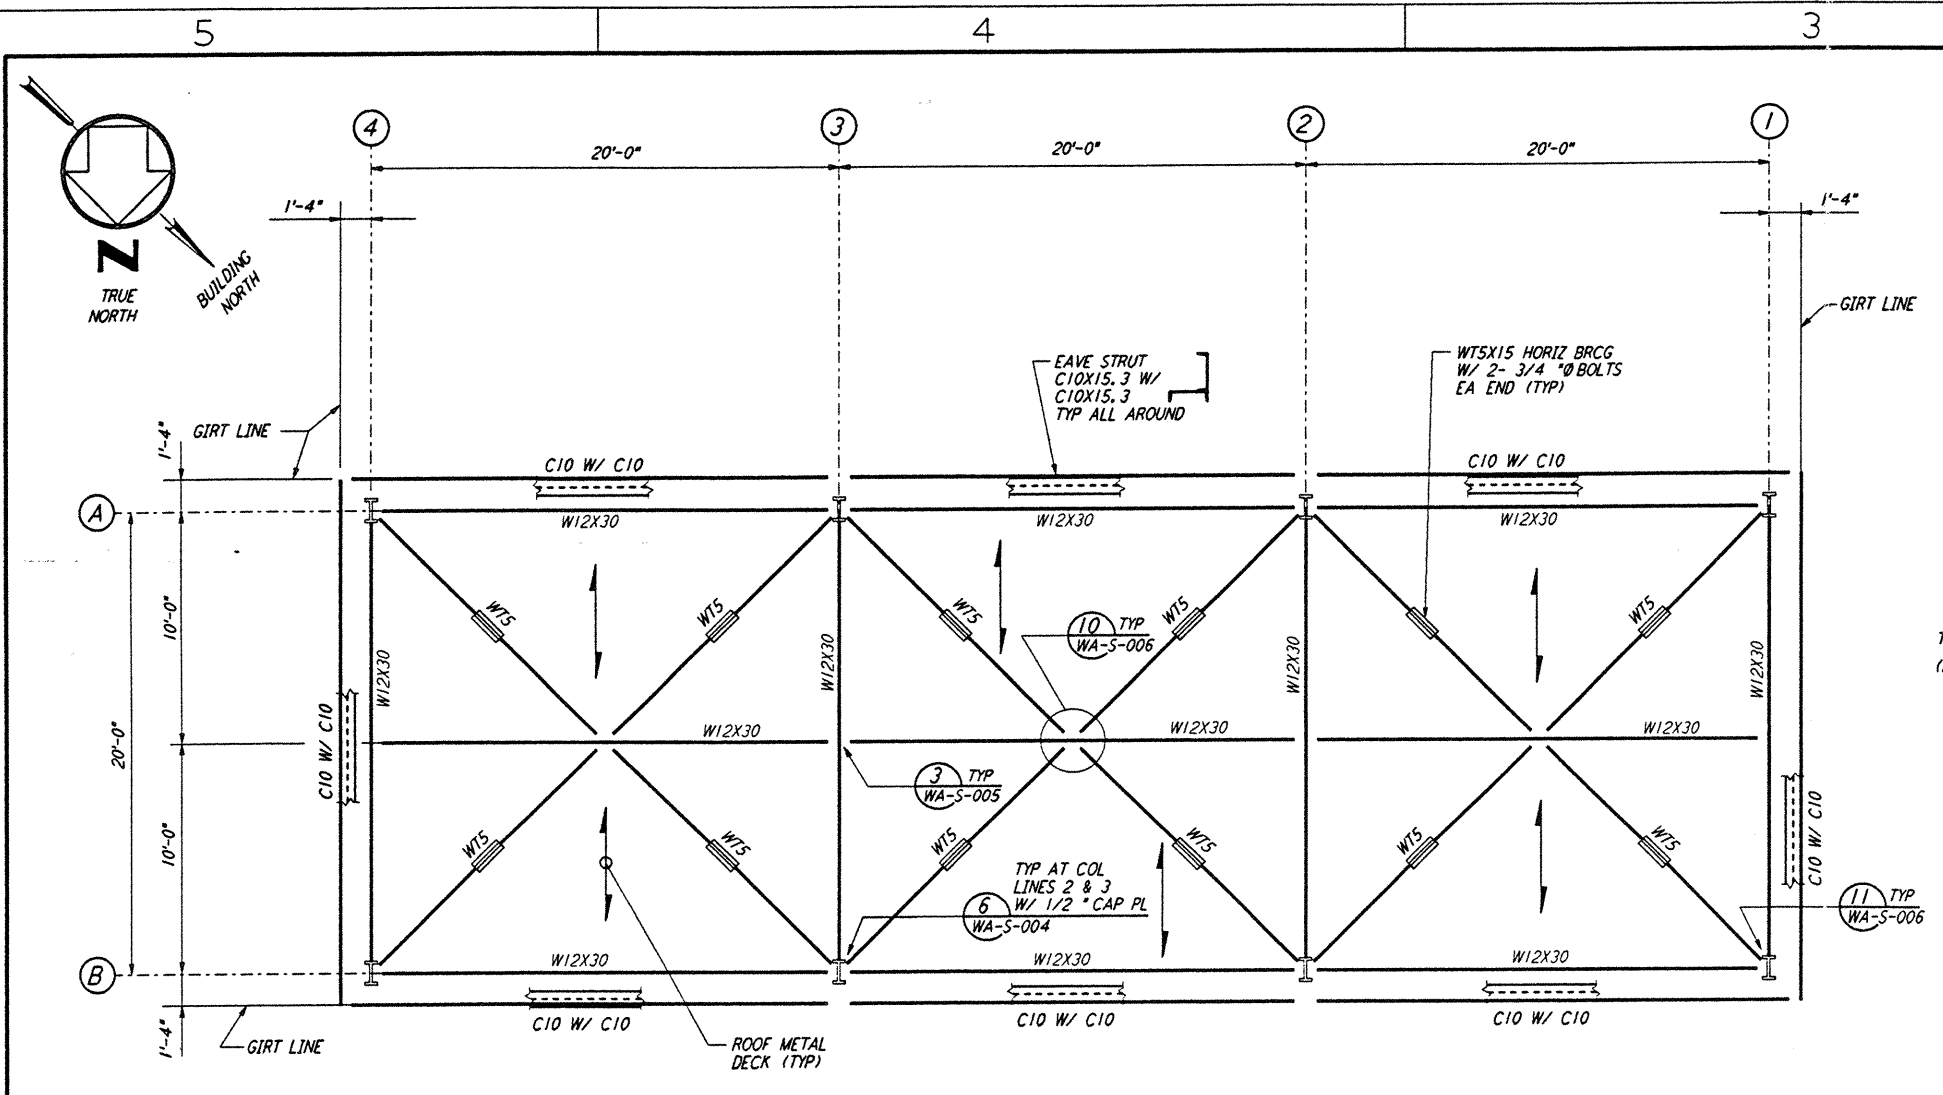 5
4
3
4
3
2
1
20'-0"
20'-0"
20'-0"
1'-4"
1'-4"
N
TRUE
NORTH
BUILDING
NORTH
GIRT LINE
EAVE STRUT
C10X15.3 W/
C10X15.3
TYP ALL AROUND
WT5X15 HORIZ BRCG
W/ 2- 3/4 "Ø BOLTS
EA END (TYP)
GIRT LINE
1'-4"
C10 W/ C10
C10 W/ C10
A
W12X30
W12X30
W12X30
10'-0"
WT5
WT5
WT5
WT5
WT5
10 TYP
WA-S-006
W12X30
W12X30
W12X30
W12X30
20'-0"
C10 W/ C10
W12X30
W12X30
W12X30
3 TYP
WA-S-005
10'-0"
WT5
WT5
WT5
WT5
WT5
WT5
C10 W/ C10
TYP AT COL
LINES 2 & 3
W/ 1/2 " CAP PL
6
WA-S-004
11 TYP
WA-S-006
B
W12X30
W12X30
W12X30
1'-4"
C10 W/ C10
C10 W/ C10
C10 W/ C10
GIRT LINE
ROOF METAL
DECK (TYP)